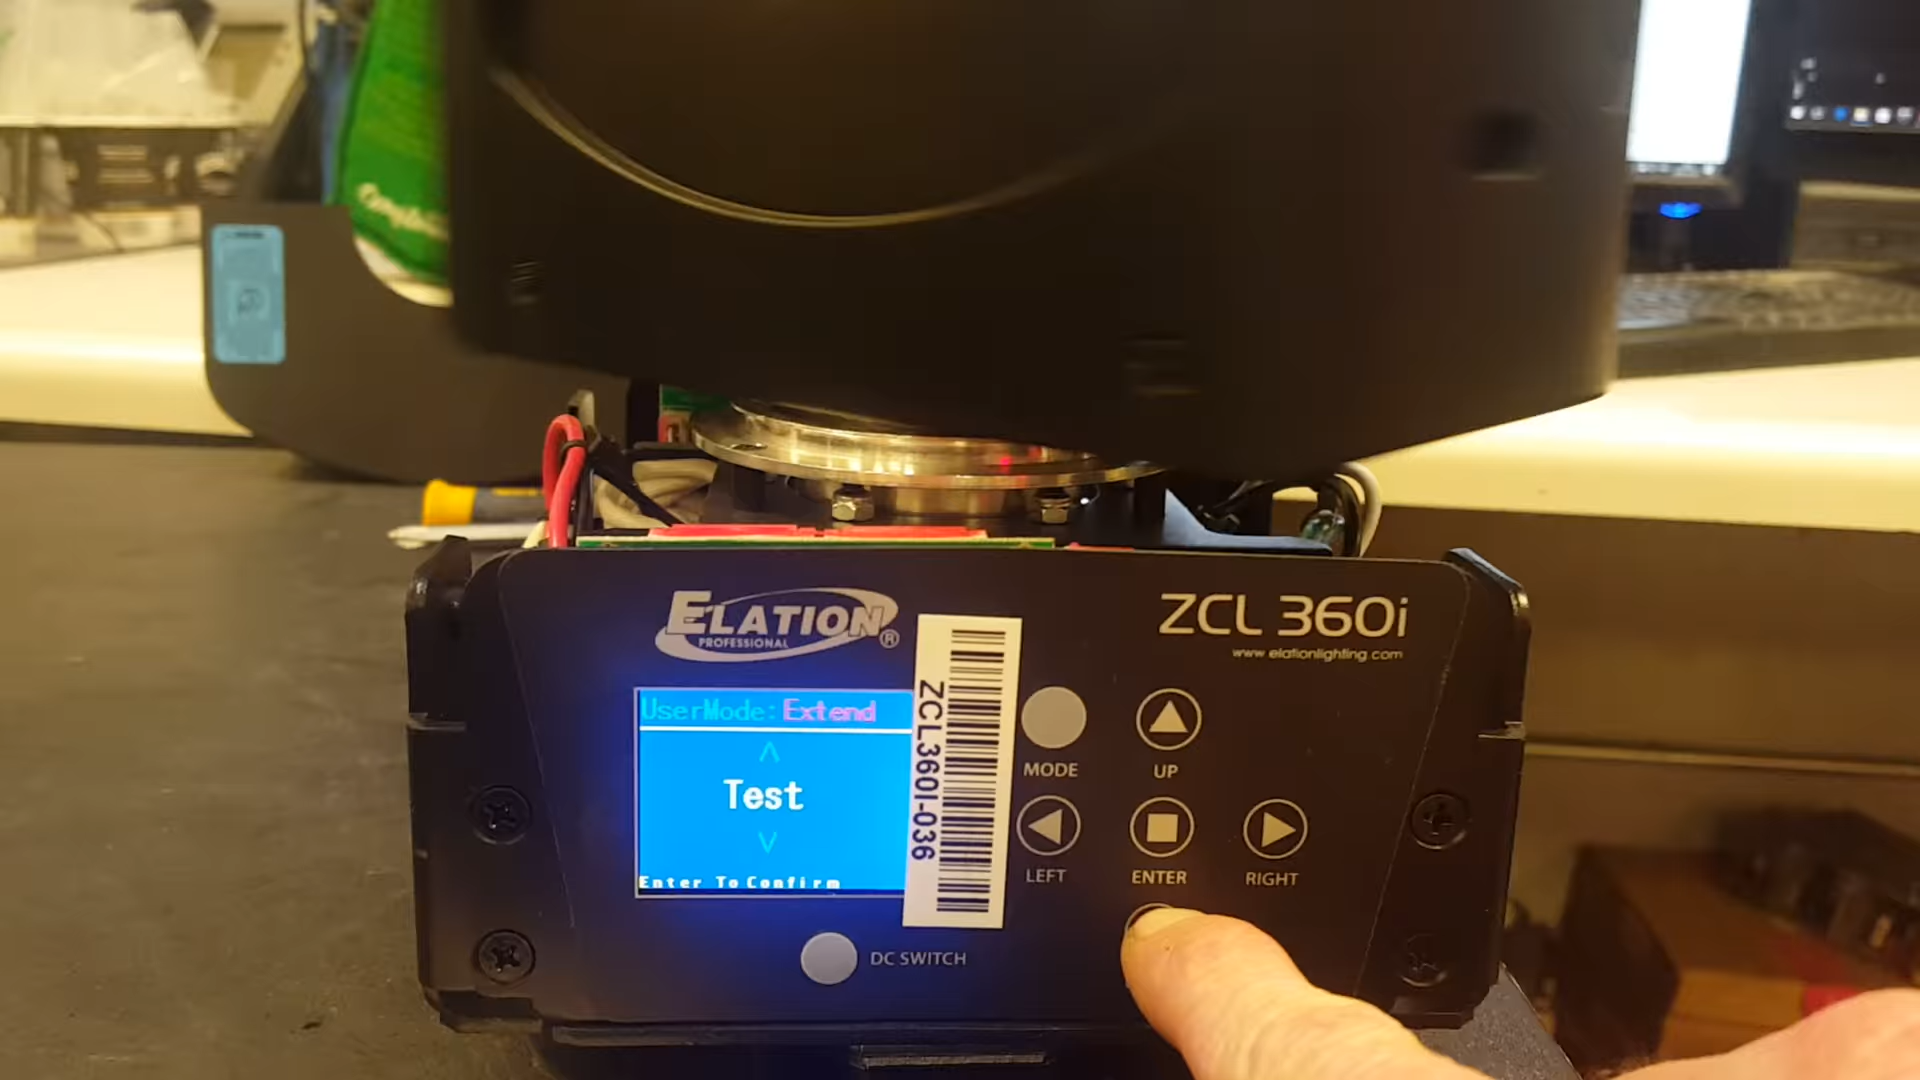 ELATION®
PROFESSIONAL
ZCL 360i
www.elationlighting.com
UserMode:Extend
Test
Enter To Confirm
ZCL360I-036
MODE
UP
LEFT
ENTER
RIGHT
DC SWITCH